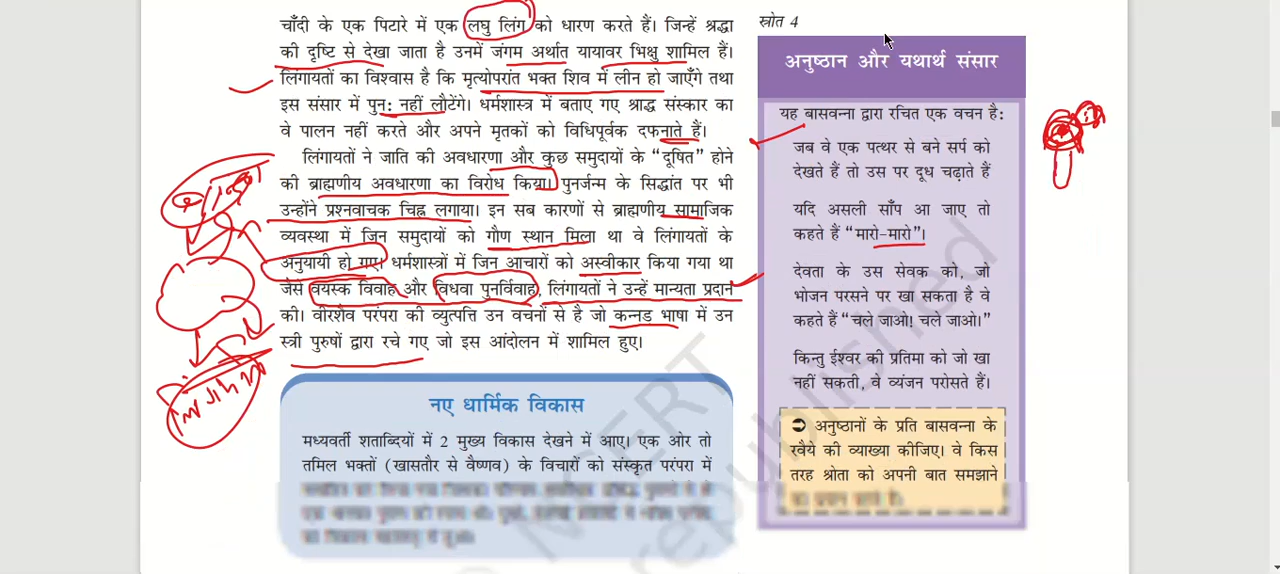 चाँदी के एक पिटारे में एक लघु लिंग को धारण करते हैं। जिन्हें श्रद्धा
की दृष्टि से देखा जाता है उनमें जंगम अर्थात यायावर भिक्षु शामिल हैं।
लिंगायतों का विश्वास है कि मृत्योपरांत भक्त शिव में लीन हो जाएँगे तथा
इस संसार में पुन: नहीं लौटेंगे। धर्मशास्त्र में बताए गए श्राद्ध संस्कार का
वे पालन नहीं करते और अपने मृतकों को विधिपूर्वक दफनाते हैं।
लिंगायतों ने जाति की अवधारणा और कुछ समुदायों के “दूषित” होने
की ब्राह्मणीय अवधारणा का विरोध किया। पुनर्जन्म के सिद्धांत पर भी
उन्होंने प्रश्नवाचक चिह्न लगाया। इन सब कारणों से ब्राह्मणीय सामाजिक
व्यवस्था में जिन समुदायों को गौण स्थान मिला था वे लिंगायतों के
अनुयायी हो गए। धर्मशास्त्रों में जिन आचारों को अस्वीकार किया गया था
जैसे वयस्क विवाह और विधवा पुनर्विवाह, लिंगायतों ने उन्हें मान्यता प्रदान
की। वीरशैव परंपरा की व्युत्पत्ति उन वचनों से है जो कन्नड भाषा में उन
स्त्री पुरुषों द्वारा रचे गए जो इस आंदोलन में शामिल हुए।
नए धार्मिक विकास
मध्यवर्ती शताब्दियों में 2 मुख्य विकास देखने में आए। एक ओर तो
तमिल भक्तों (खासतौर से वैष्णव) के विचारों को संस्कृत परंपरा में
स्रोत 4
अनुष्ठान और यथार्थ संसार
यह बासवन्ना द्वारा रचित एक वचन है:
जब वे एक पत्थर से बने सर्प को
देखते हैं तो उस पर दूध चढ़ाते हैं
यदि असली साँप आ जाए तो
कहते हैं “मारो-मारो”।
देवता के उस सेवक को, जो
भोजन परसने पर खा सकता है वे
कहते हैं “चले जाओ! चले जाओ।”
किन्तु ईश्वर की प्रतिमा को जो खा
नहीं सकती, वे व्यंजन परोसते हैं।
➲ अनुष्ठानों के प्रति बासवन्ना के
रवैये की व्याख्या कीजिए। वे किस
तरह श्रोता को अपनी बात समझाने
NCERT
republished